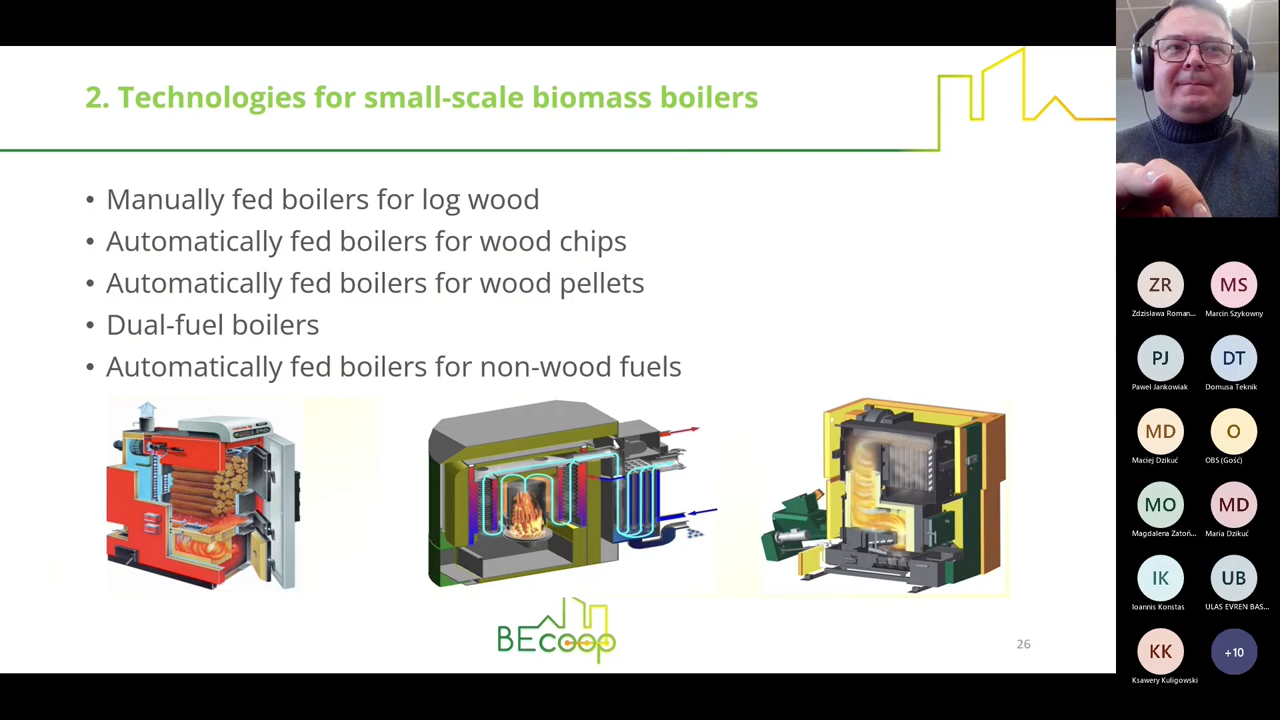 2. Technologies for small-scale biomass boilers
• Manually fed boilers for log wood
• Automatically fed boilers for wood chips
• Automatically fed boilers for wood pellets
• Dual-fuel boilers
• Automatically fed boilers for non-wood fuels
BECoop
26
ZR
Zdzisława Roman...
MS
Marcin Szykowny
PJ
Paweł Jankowiak
DT
Domusa Teknik
MD
Maciej Dzikuć
O
OBS (Gość)
MO
Magdalena Zatoń...
MD
Maria Dzikuć
IK
Ioannis Konstas
UB
ULAS EVREN BAS...
KK
Ksawery Kuligowski
+10